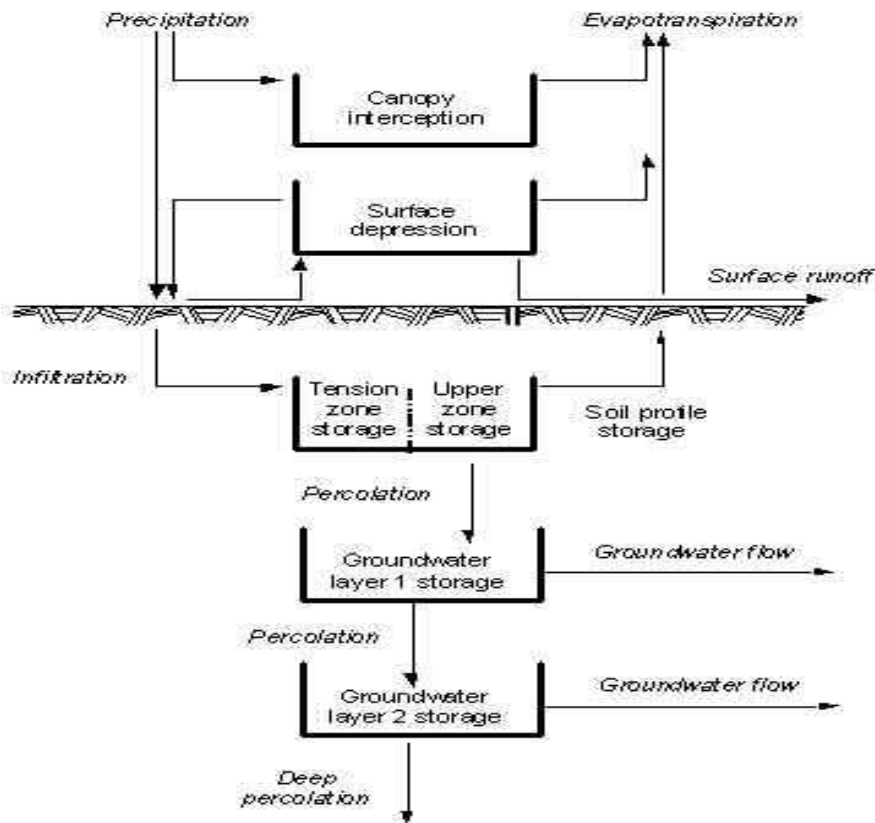 Precipitation
Evapotranspiration
Canopy
interception
Surface
depression
Surface runoff
Infiltration
Tension
zone
storage
Upper
zone
storage
Soil profile
storage
Percolation
Groundwater
layer 1 storage
Groundwater flow
Percolation
Groundwater
layer 2 storage
Groundwater flow
Deep
percolation